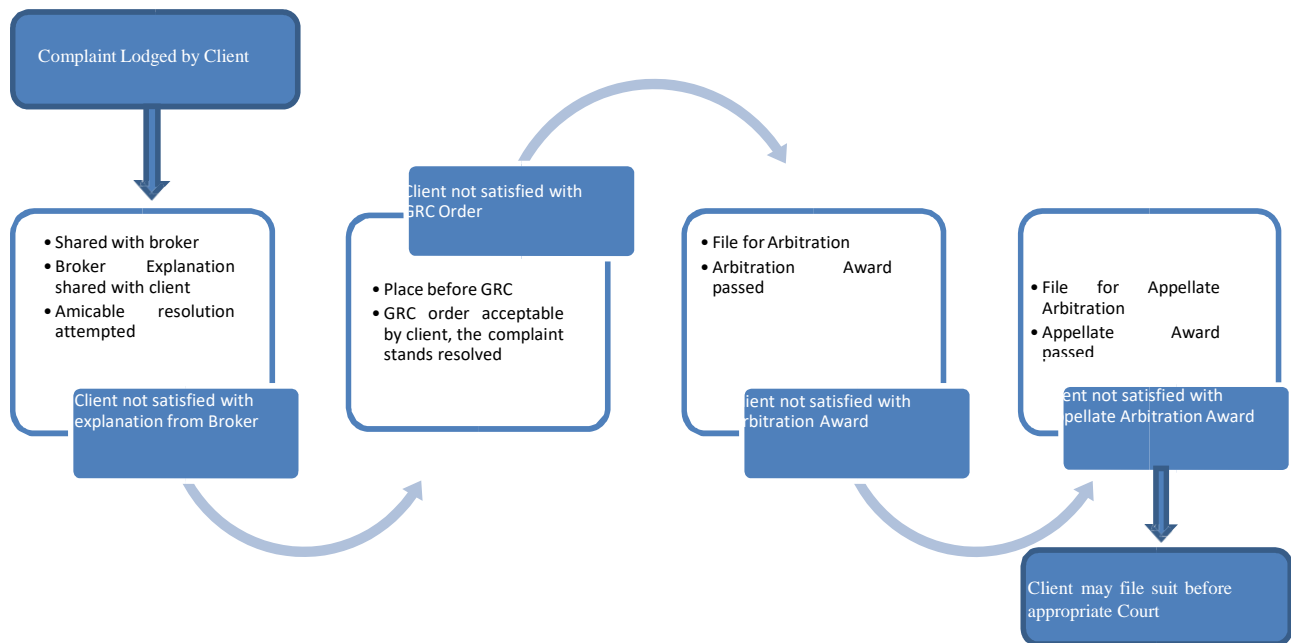 Complaint Lodged by Client
• Shared with broker
• Broker Explanation
shared with client
• Amicable resolution
attempted
Client not satisfied with
explanation from Broker
Client not satisfied with
GRC Order
• Place before GRC
• GRC order acceptable
by client, the complaint
stands resolved
• File for Arbitration
• Arbitration Award
passed
lient not satisfied with
rbitration Award
• File for Appellate
Arbitration
• Appellate Award
passed
ent not satisfied with
pellate Arbitration Award
Client may file suit before
appropriate Court